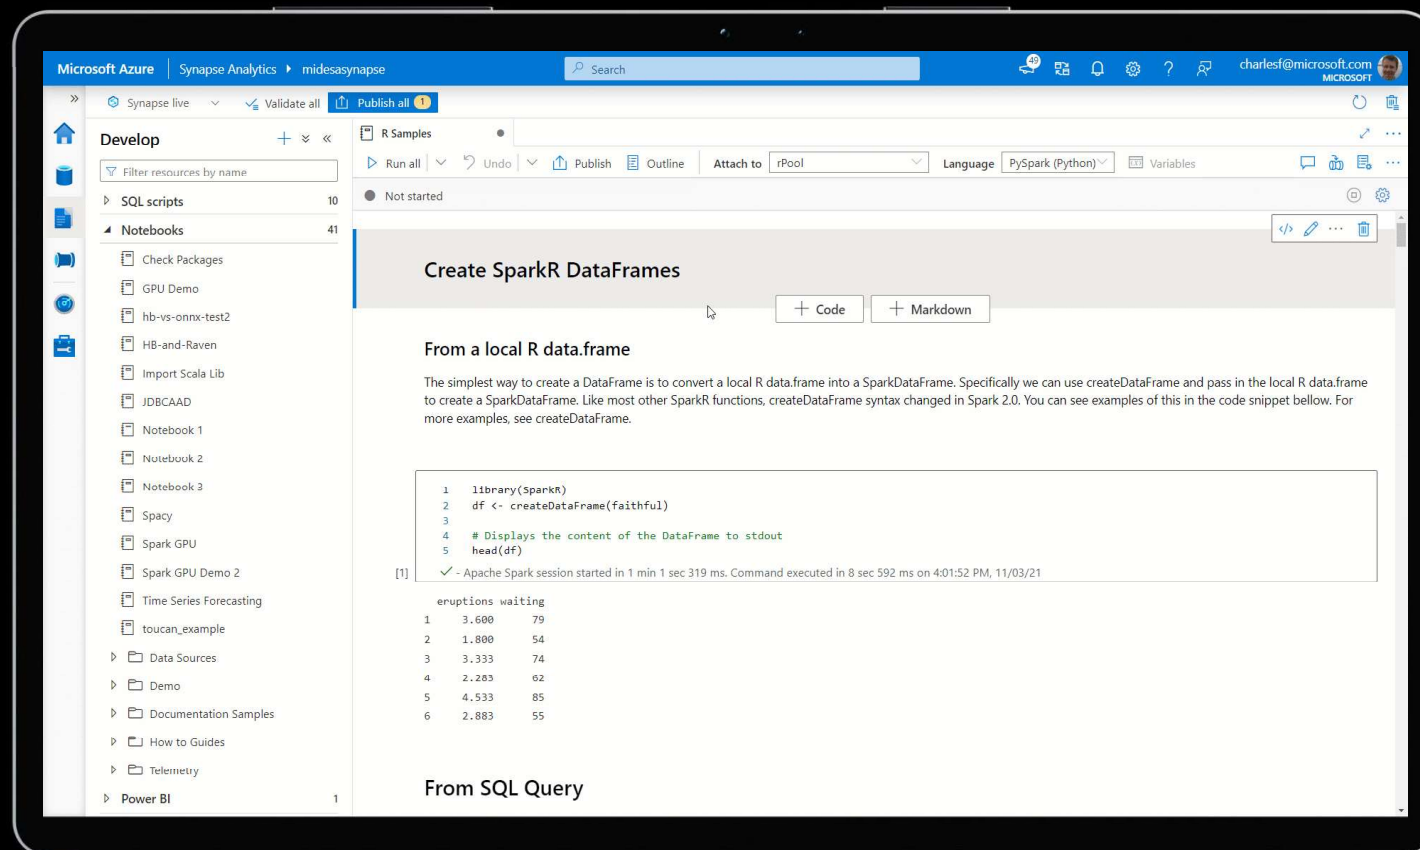 Microsoft Azure Synapse Analytics midesasynapse Search 49 ? charlesf@microsoft.com
MICROSOFT
» Synapse live Validate all Publish all 1
Develop + «
Filter resources by name
SQL scripts 10
Notebooks 41
Check Packages
GPU Demo
hb-vs-onnx-test2
HB-and-Raven
Import Scala Lib
JDBCAAD
Notebook 1
Notebook 2
Notebook 3
Spacy
Spark GPU
Spark GPU Demo 2
Time Series Forecasting
toucan_example
Data Sources
Demo
Documentation Samples
How to Guides
Telemetry
Power BI 1
R Samples
Run all Undo Publish Outline Attach to rPool Language PySpark (Python) Variables
Not started
Create SparkR DataFrames
+ Code + Markdown
From a local R data.frame
The simplest way to create a DataFrame is to convert a local R data.frame into a SparkDataFrame. Specifically we can use createDataFrame and pass in the local R data.frame
to create a SparkDataFrame. Like most other SparkR functions, createDataFrame syntax changed in Spark 2.0. You can see examples of this in the code snippet bellow. For
more examples, see createDataFrame.
1 library(SparkR)
2 df <- createDataFrame(faithful)
3
4 # Displays the content of the DataFrame to stdout
5 head(df)
[1] ✓ - Apache Spark session started in 1 min 1 sec 319 ms. Command executed in 8 sec 592 ms on 4:01:52 PM, 11/03/21
eruptions waiting
1 3.600 79
2 1.800 54
3 3.333 74
4 2.283 62
5 4.533 85
6 2.883 55
From SQL Query